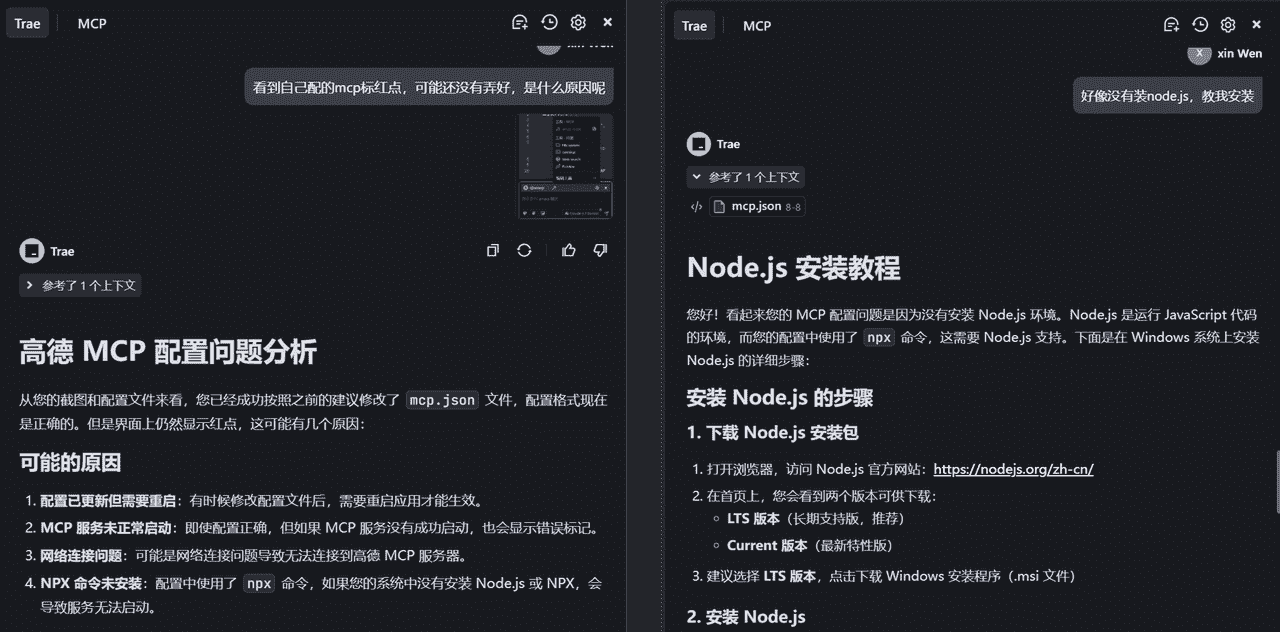 Trae
MCP
xin Wen
看到自己配的mcp标红点，可能还没有弄好，是什么原因呢
Trae
参考了 1 个上下文
高德 MCP 配置问题分析
从您的截图和配置文件来看，您已经成功按照之前的建议修改了 mcp.json 文件，配置格式现在
是正确的。但是界面上仍然显示红点，这可能有几个原因：
可能的原因
1. 配置已更新但需要重启：有时候修改配置文件后，需要重启应用才能生效。
2. MCP 服务未正常启动：即使配置正确，但如果 MCP 服务没有成功启动，也会显示错误标记。
3. 网络连接问题：可能是网络连接问题导致无法连接到高德 MCP 服务器。
4. NPX 命令未安装：配置中使用了 npx 命令，如果您的系统中没有安装 Node.js 或 NPX，会
导致服务无法启动。
Trae
MCP
X
xin Wen
好像没有装node.js，教我安装
Trae
参考了 1 个上下文
mcp.json 8-8
Node.js 安装教程
您好！看起来您的 MCP 配置问题是因为没有安装 Node.js 环境。Node.js 是运行 JavaScript 代码
的环境，而您的配置中使用了 npx 命令，这需要 Node.js 支持。下面是在 Windows 系统上安装
Node.js 的详细步骤：
安装 Node.js 的步骤
1. 下载 Node.js 安装包
1. 打开浏览器，访问 Node.js 官方网站：https://nodejs.org/zh-cn/
2. 在首页上，您会看到两个版本可供下载：
LTS 版本（长期支持版，推荐）
Current 版本（最新特性版）
3. 建议选择 LTS 版本，点击下载 Windows 安装程序（.msi 文件）
2. 安装 Node.js